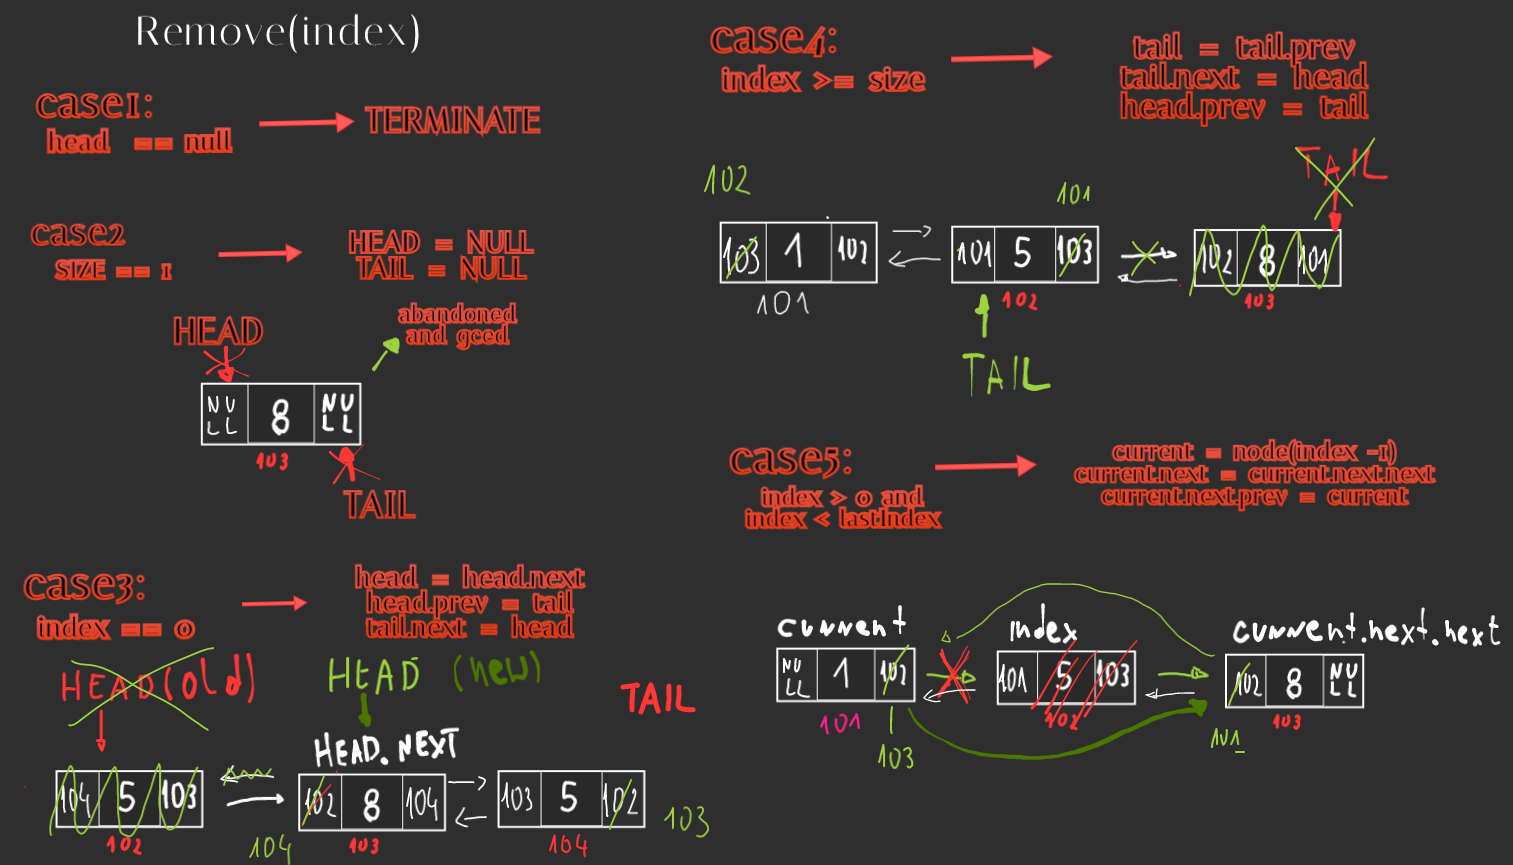 Remove(index)
case1:
head == null
TERMINATE
case2
SIZE == 1
HEAD = NULL
TAIL = NULL
abandoned
and gced
HEAD
NU
LL
8
NU
LL
103
TAIL
case3:
index == 0
head = head.next
head.prev = tail
tail.next = head
HEAD(old)
HEAD (new)
TAIL
HEAD.NEXT
104 5 103
102 8 104
103 5 102
103
102
104
103
104
case4:
index >= size
tail = tail.prev
tail.next = head
head.prev = tail
TAIL
102
101
103 1 102
101 5 103
102 8 101
101
102
103
TAIL
case5:
index > 0 and
index < lastIndex
current = node(index -1)
current.next = current.next.next
current.next.prev = current
current
index
current.next.next
NU
LL
1 102
101 5 103
102 8
NU
LL
101
102
103
103
101